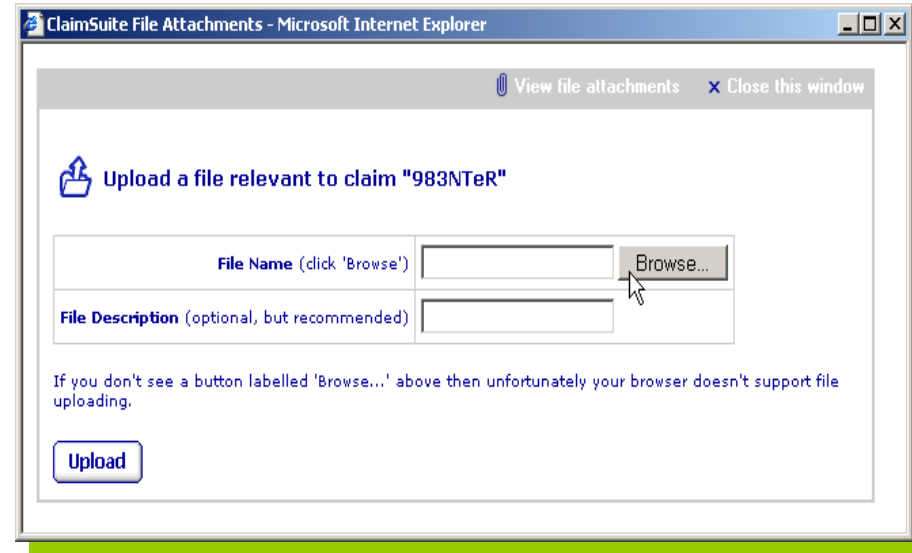 ClaimSuite File Attachments - Microsoft Internet Explorer
View file attachments x Close this window
Upload a file relevant to claim "983NTeR"
File Name (click 'Browse') Browse...
File Description (optional, but recommended)
If you don't see a button labelled 'Browse...' above then unfortunately your browser doesn't support file
uploading.
Upload